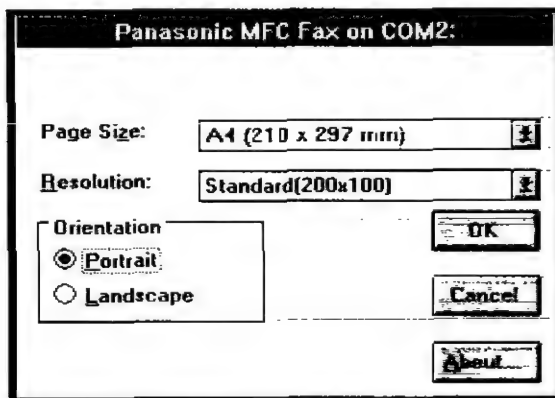 Panasonic MFC Fax on COM2:
Page Size:
A4 (210 x 297 mm)
Resolution:
Standard(200x100)
Orientation
Portrait
Landscape
OK
Cancel
About...